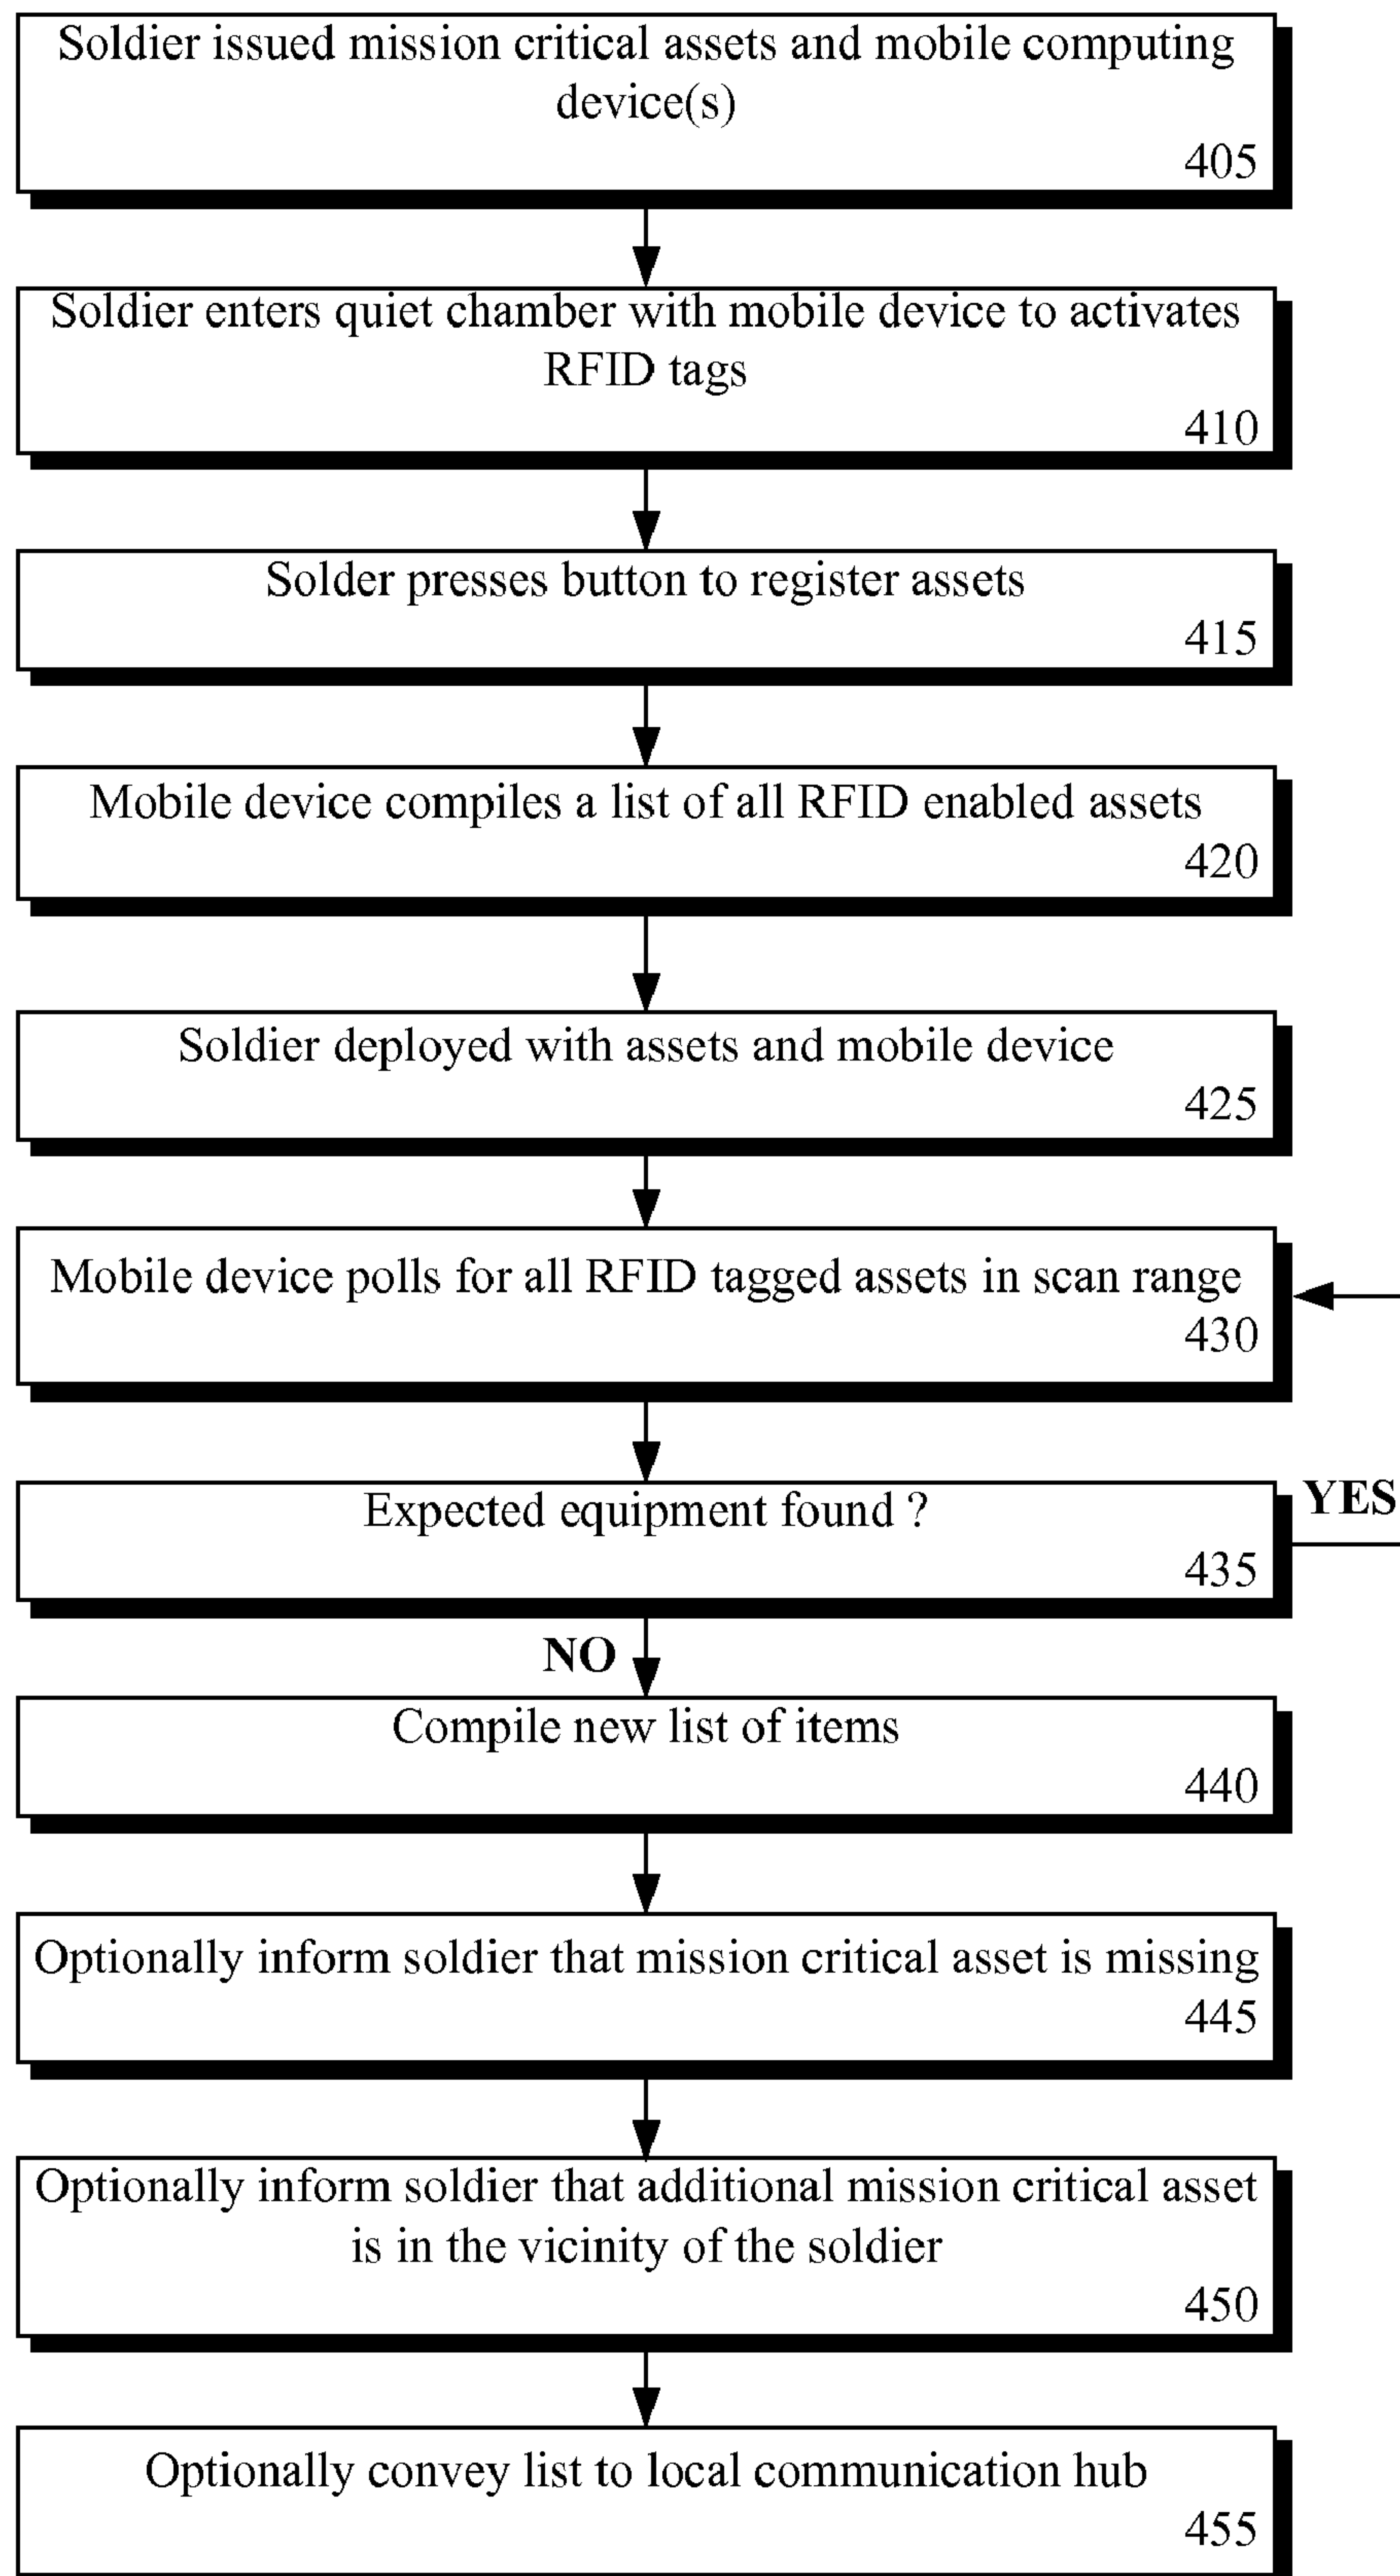 Soldier issued mission critical assets and mobile computing
device(s)
405
Soldier enters quiet chamber with mobile device to activates
RFID tags
410
Solder presses button to register assets
415
Mobile device compiles a list of all RFID enabled assets
420
Soldier deployed with assets and mobile device
425
Mobile device polls for all RFID tagged assets in scan range
430
Expected equipment found ?
435
YES
NO
Compile new list of items
440
Optionally inform soldier that mission critical asset is missing
445
Optionally inform soldier that additional mission critical asset
is in the vicinity of the soldier
450
Optionally convey list to local communication hub
455